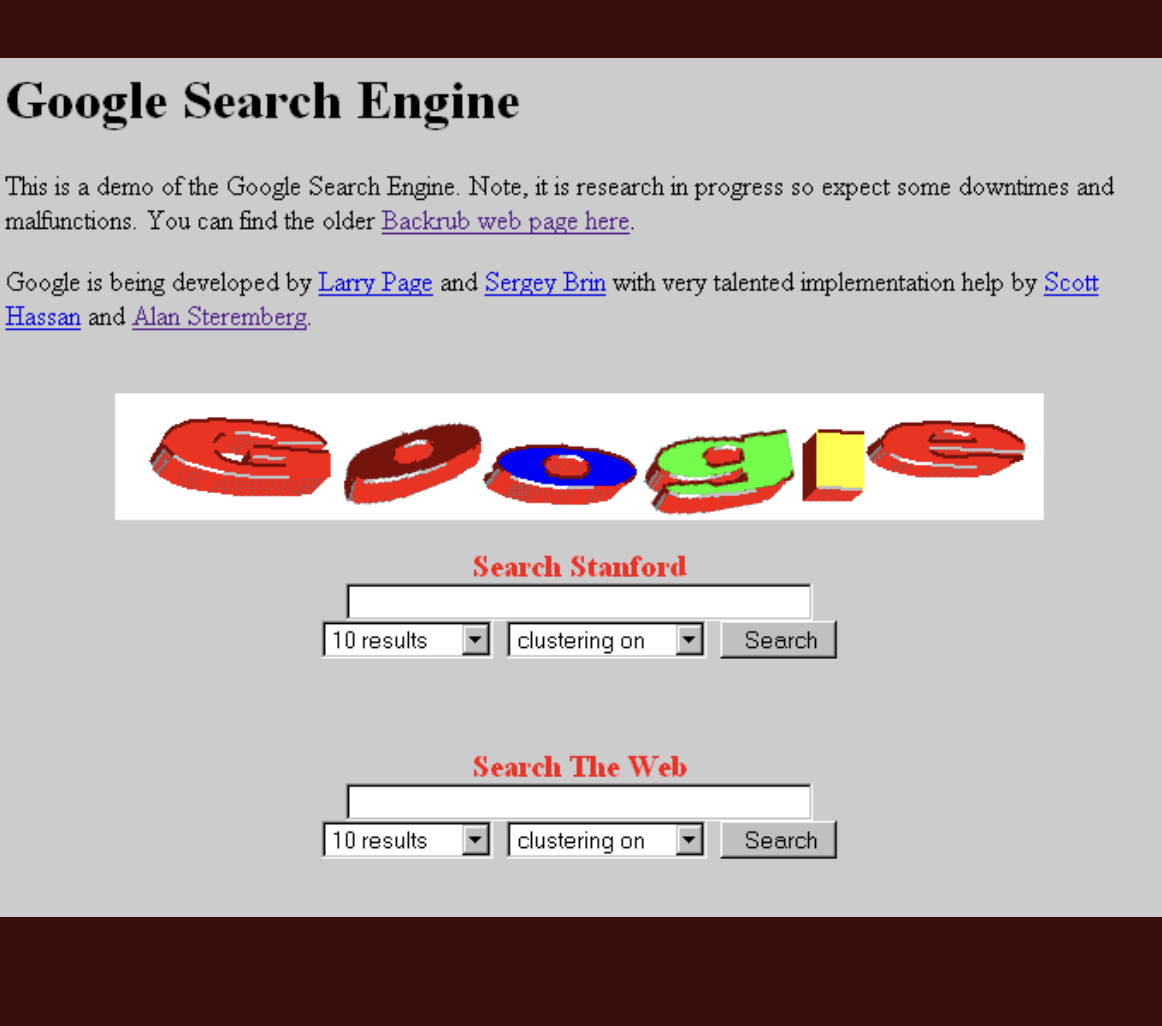 Google Search Engine
This is a demo of the Google Search Engine. Note, it is research in progress so expect some downtimes and
malfunctions. You can find the older Backrub web page here.
Google is being developed by Larry Page and Sergey Brin with very talented implementation help by Scott
Hassan and Alan Steremberg.
Google
Search Stanford
10 results clustering on Search
Search The Web
10 results clustering on Search